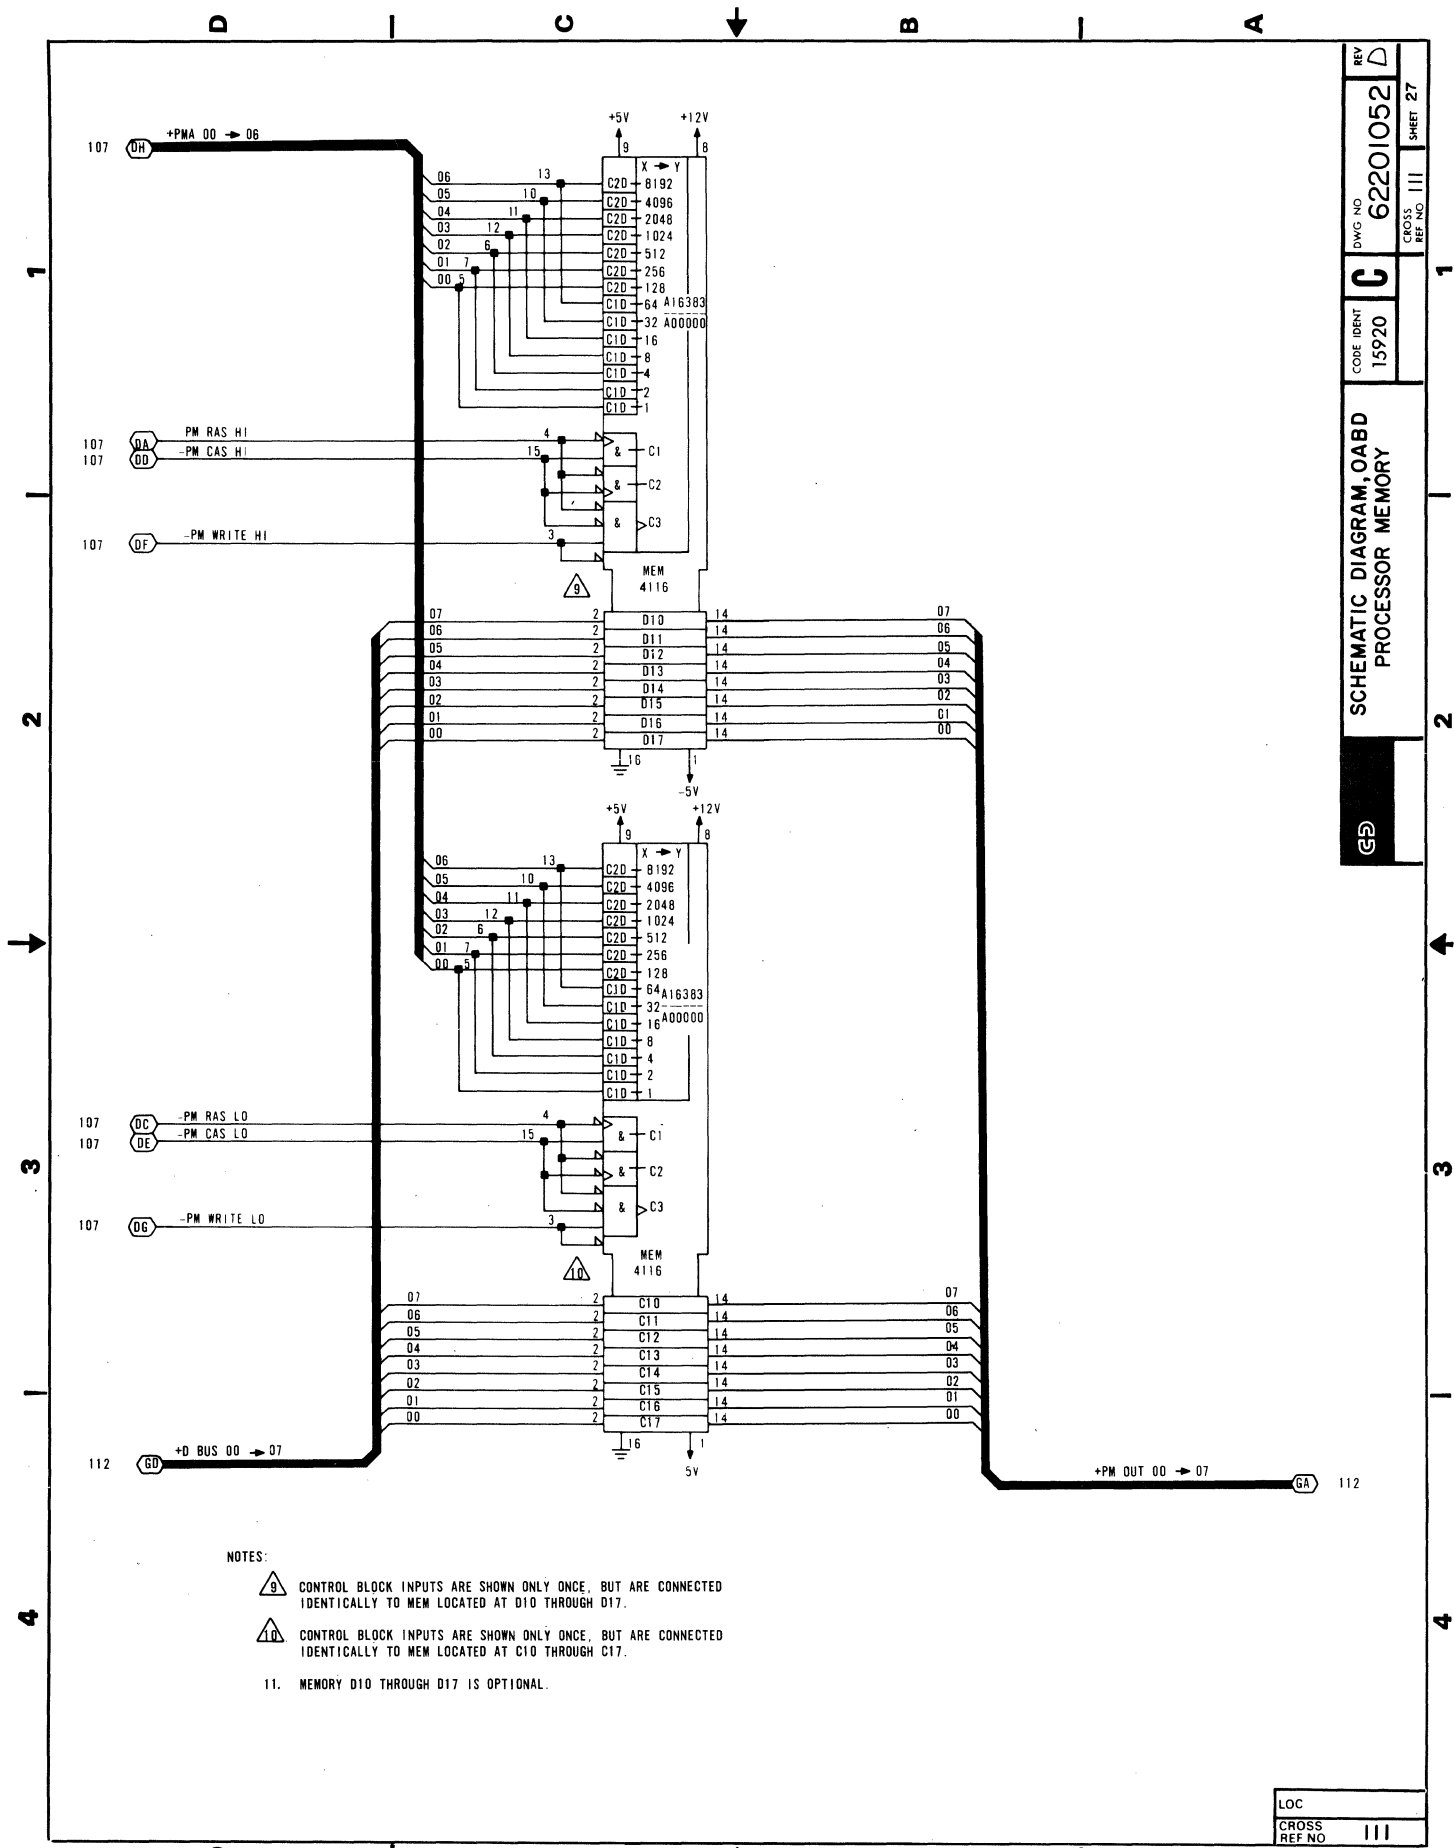 D C B A
+PMA 00 → 06
107 DH
+5V +12V
9 8
X → Y
06 13 C2D 8192
05 10 C2D 4096
04 11 C2D 2048
03 12 C2D 1024
02 6 C2D 512
01 7 C2D 256
00 5 C2D 128
C1D 64 A16383
C1D 32 A00000
C1D 16
C1D 8
C1D 4
C1D 2
C1D 1
107 DA PM RAS HI 4 & C1
107 DD -PM CAS HI 15 & C2
& C3
107 DF -PM WRITE HI 3
9
MEM
4116
07 2 D10 14 07
06 2 D11 14 06
05 2 D12 14 05
04 2 D13 14 04
03 2 D14 14 03
02 2 D15 14 02
01 2 D16 14 C1
00 2 D17 14 00
16 1
-5V
+5V +12V
9 8
X → Y
06 13 C2D 8192
05 10 C2D 4096
04 11 C2D 2048
03 12 C2D 1024
02 6 C2D 512
01 7 C2D 256
00 5 C2D 128
C1D 64 A16383
C1D 32 A00000
C1D 16
C1D 8
C1D 4
C1D 2
C1D 1
107 DC -PM RAS LO 4 & C1
107 DE -PM CAS LO 15 & C2
& C3
107 DG -PM WRITE LO 3
10
MEM
4116
07 2 C10 14 07
06 2 C11 14 06
05 2 C12 14 05
04 2 C13 14 04
03 2 C14 14 03
02 2 C15 14 02
01 2 C16 14 01
00 2 C17 14 00
16 1
5V
+D BUS 00 → 07
112 GD
+PM OUT 00 → 07
GA 112
NOTES:
9 CONTROL BLOCK INPUTS ARE SHOWN ONLY ONCE, BUT ARE CONNECTED
IDENTICALLY TO MEM LOCATED AT D10 THROUGH D17.
10 CONTROL BLOCK INPUTS ARE SHOWN ONLY ONCE, BUT ARE CONNECTED
IDENTICALLY TO MEM LOCATED AT C10 THROUGH C17.
11. MEMORY D10 THROUGH D17 IS OPTIONAL.
1 2 3 4
1 2 3 4
SCHEMATIC DIAGRAM, OABD
PROCESSOR MEMORY
CODE IDENT
15920
C
DWG NO
62201052
REV
D
CROSS
REF NO 111
SHEET 27
LOC
CROSS
REF NO 111